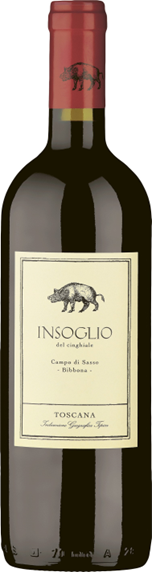 INSOGLIO
del cinghiale
Campo di Sasso
- Bibbona -
TOSCANA
Indicazione Geografica Tipica